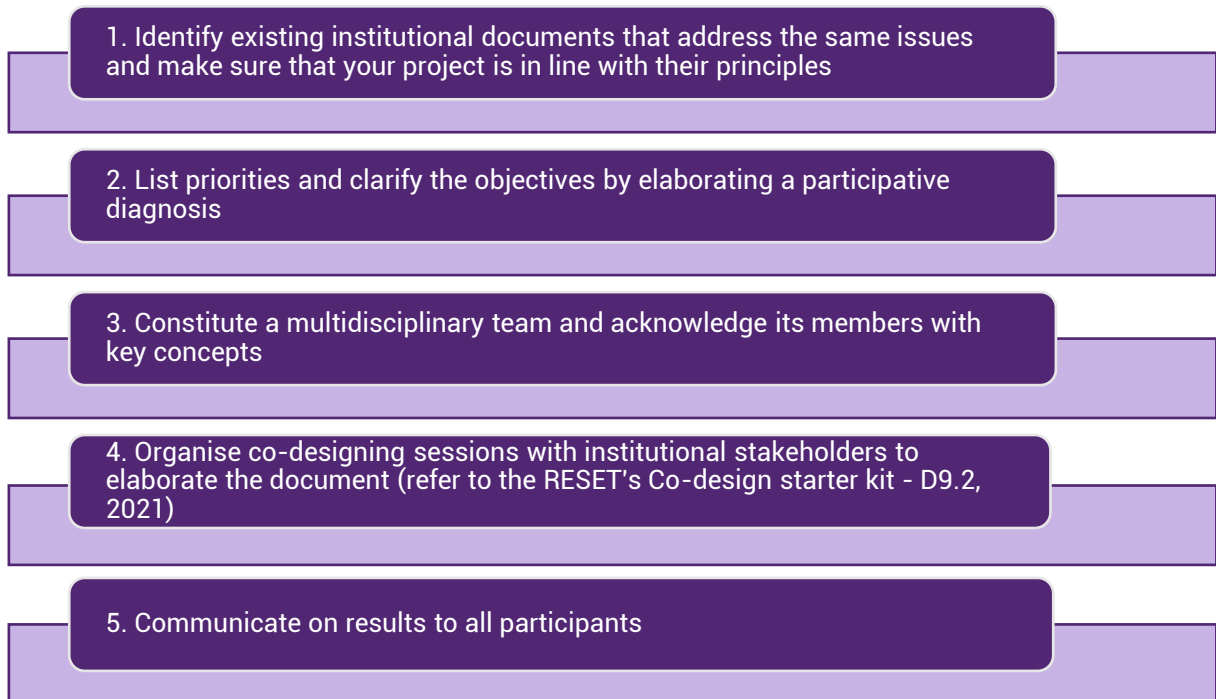 1. Identify existing institutional documents that address the same issues
and make sure that your project is in line with their principles
2. List priorities and clarify the objectives by elaborating a participative
diagnosis
3. Constitute a multidisciplinary team and acknowledge its members with
key concepts
4. Organise co-designing sessions with institutional stakeholders to
elaborate the document (refer to the RESET's Co-design starter kit - D9.2,
2021)
5. Communicate on results to all participants